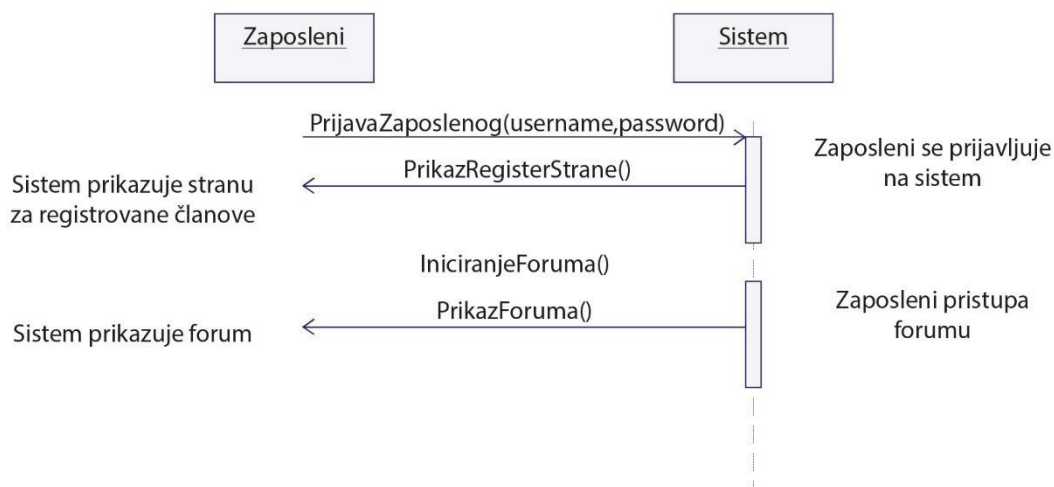 Zaposleni
Sistem
PrijavaZaposlenog(username,password)
Zaposleni se prijavljuje
na sistem
PrikazRegisterStrane()
Sistem prikazuje stranu
za registrovane članove
IniciranjeForuma()
Zaposleni pristupa
forumu
PrikazForuma()
Sistem prikazuje forum